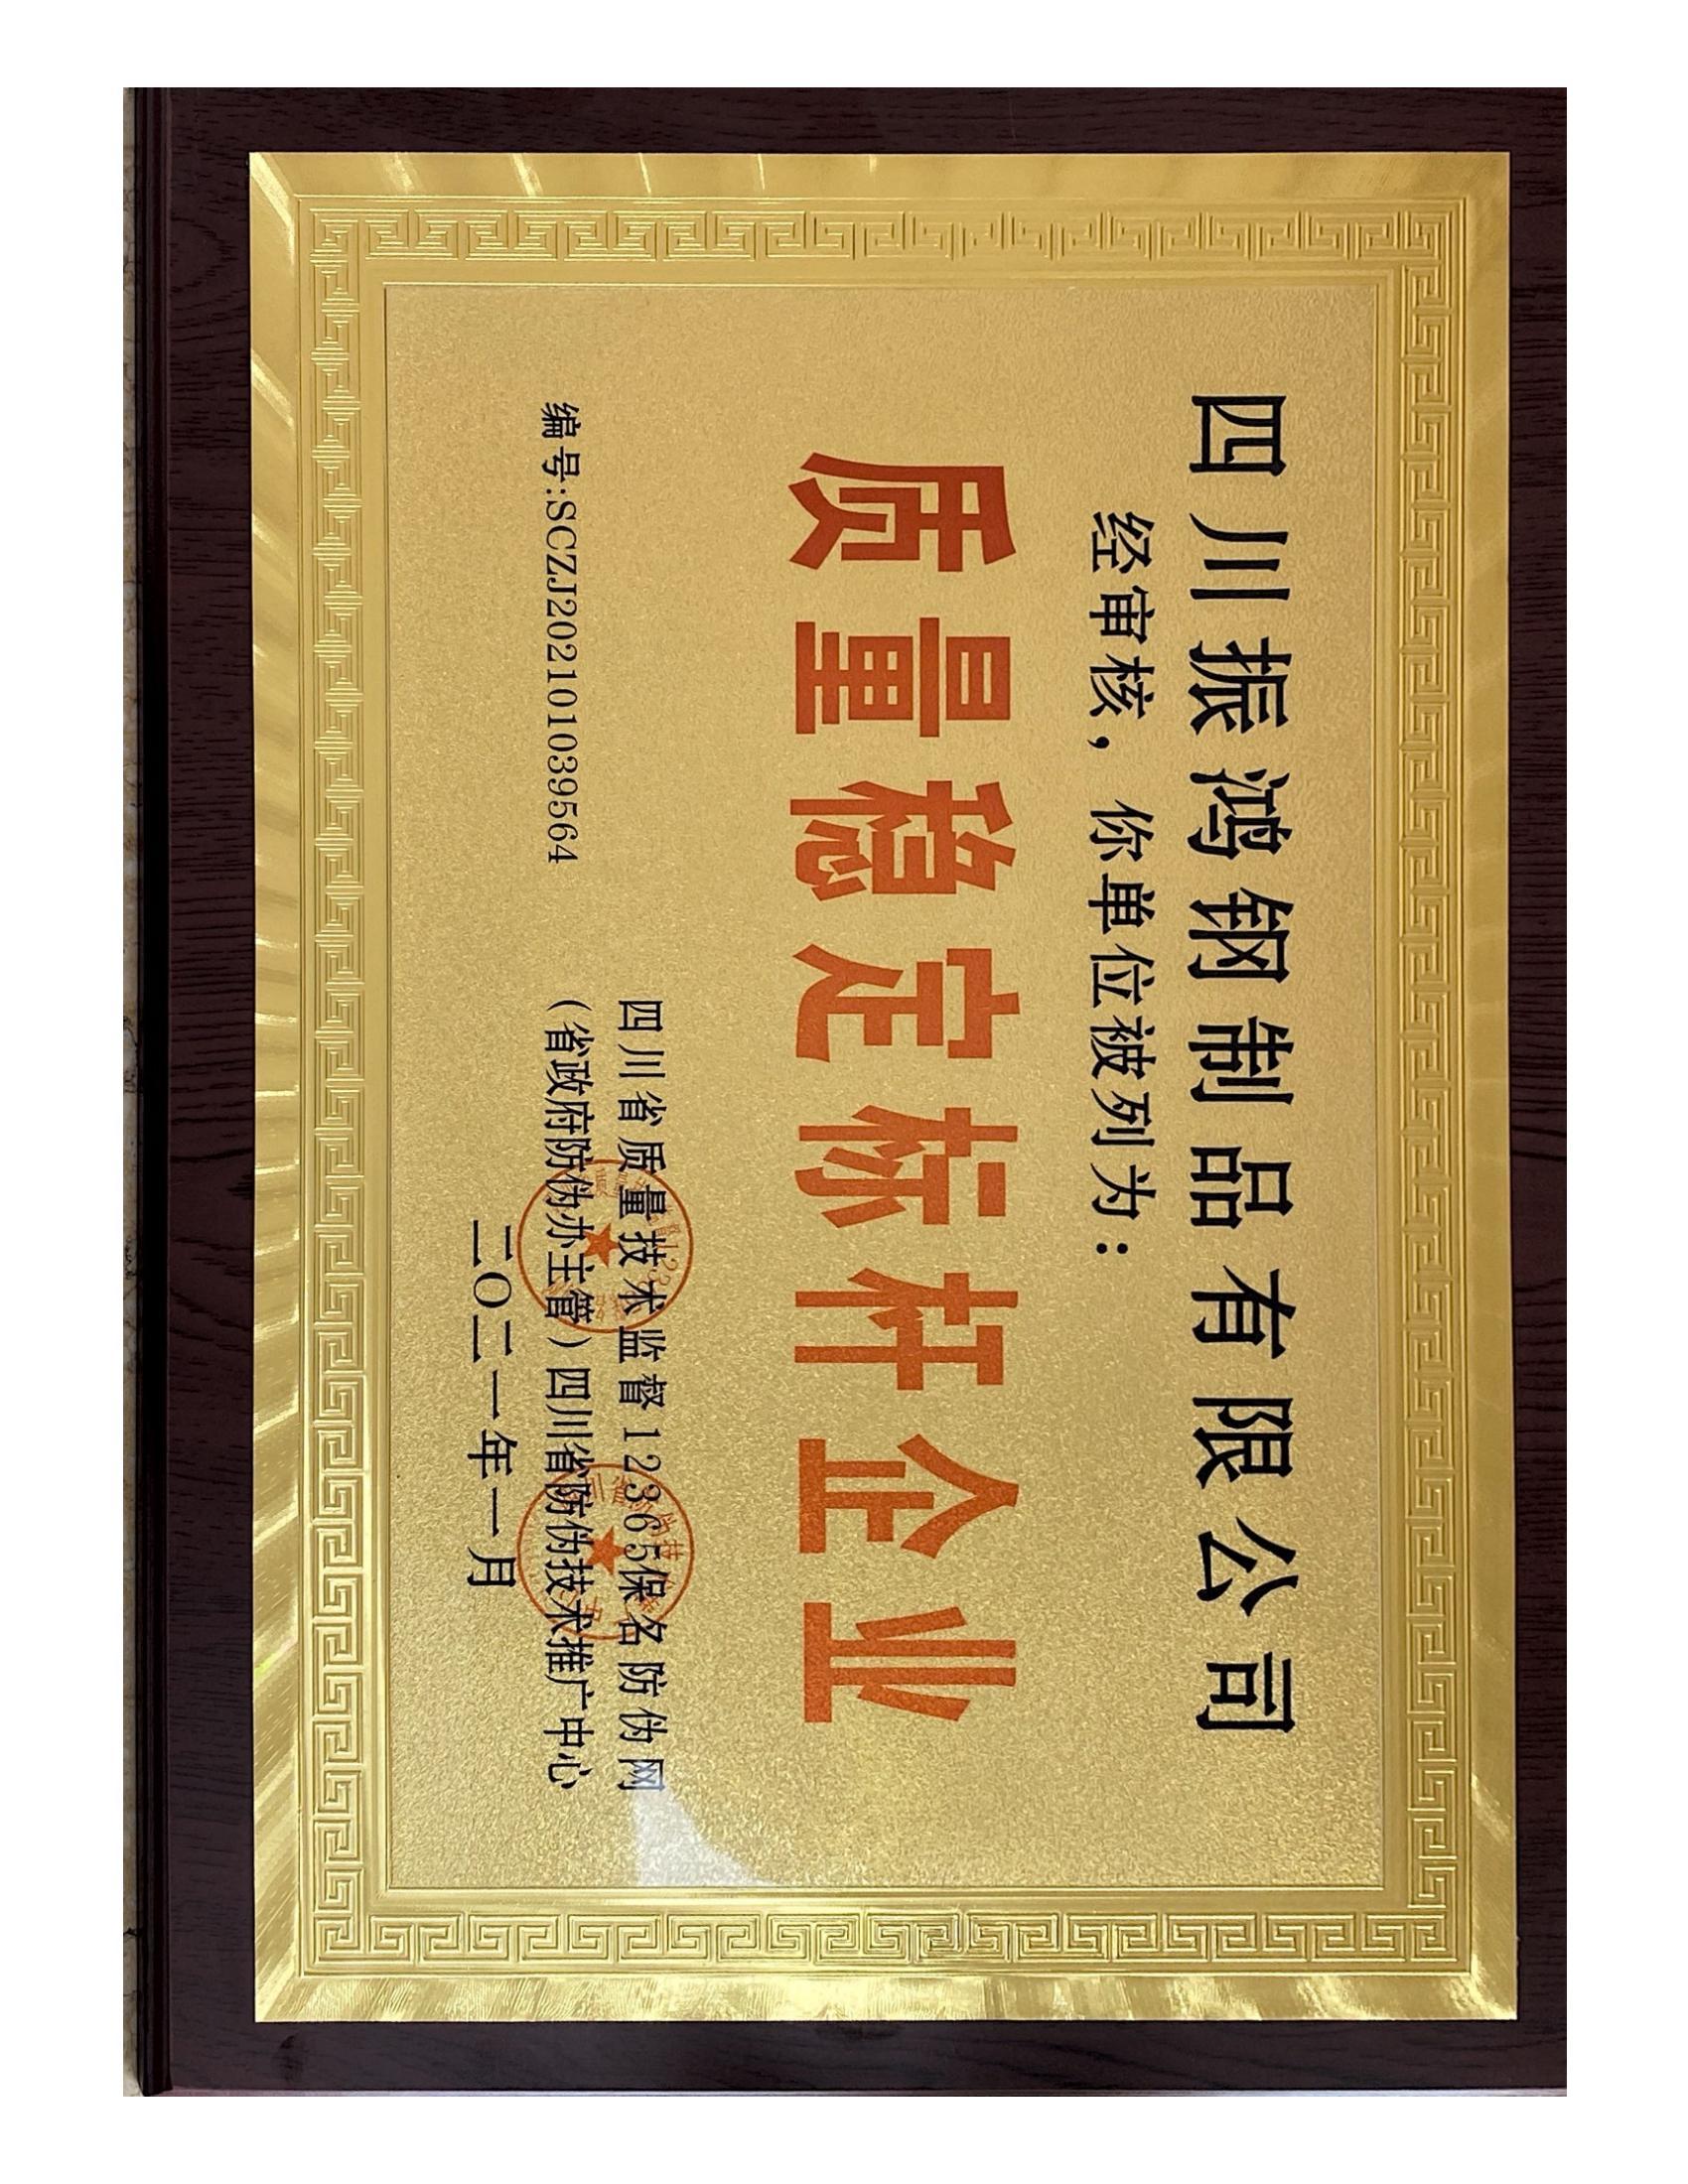 四川振鸿钢制品有限公司
经审核，你单位被列为：
质量稳定标杆企业
四川省质量技术监督12365保名防伪网
编号:SCZJ20210103９564
（省政府防伪办主管）四川省防伪技术推广中心
二〇二一年一月